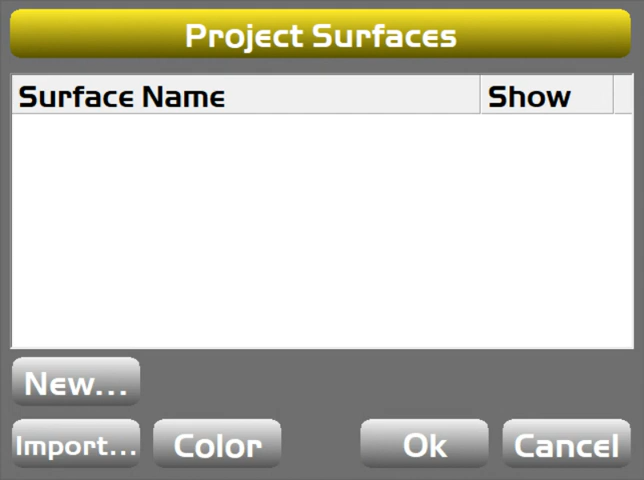 Project Surfaces
Surface Name Show
New...
Import... Color Ok Cancel